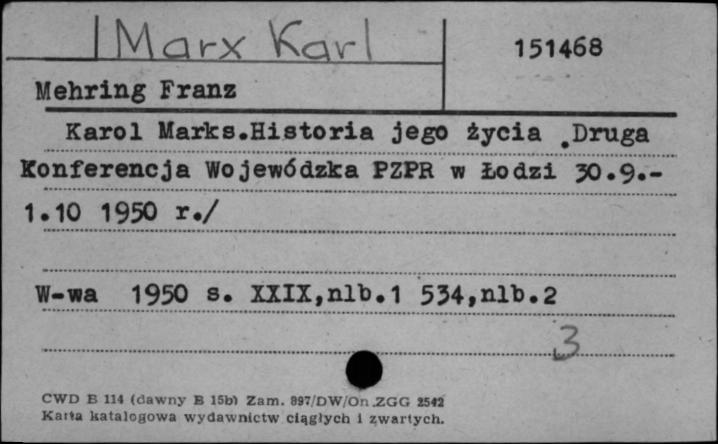 Marx Karl
151468
Mehring Franz
Karol Marks.Historia jego życia .Druga
Konferencja Wojewódzka PZPR w Łodzi 30.9.-
1.10 1950 r./
W-wa 1950 s. XXIX,nlb.1 534,nlb.2
3
CWD B 114 (dawny B 15b) Zam. 897/DW/On.ZGG 2542
Karta katalogowa wydawnictw ciągłych i zwartych.